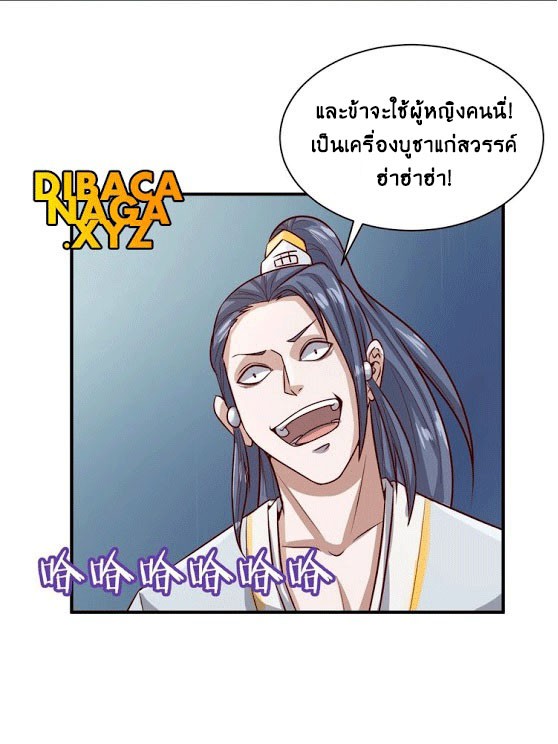 และข้าจะใช้ผู้หญิงคนนี้!
เป็นเครื่องบูชาแก่สวรรค์
ฮ่าฮ่าฮ่า!
DIBACA
NAGA
.XYZ
哈哈哈哈哈哈